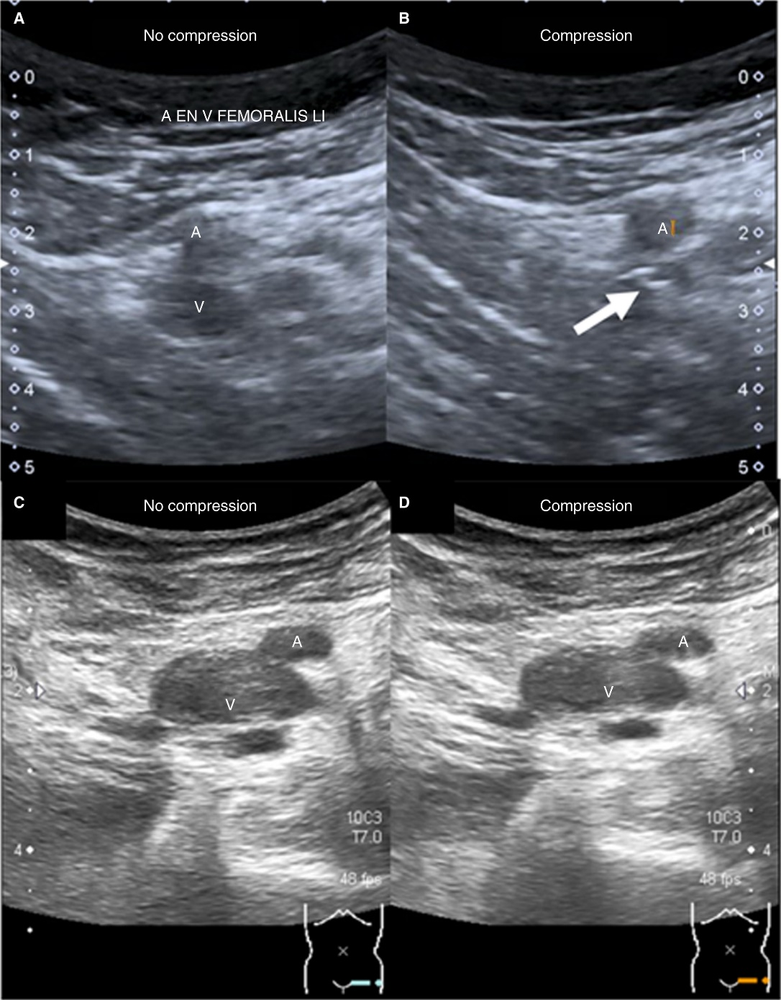 A
No compression
A EN V FEMORALIS LI
0
1
2
3
4
5
A
V
B
Compression
0
1
2
3
4
5
A
C
No compression
A
V
2
4
10C3
T7.0
48 fps
D
Compression
0
A
V
M
2
4
10C3
T7.0
48 fps